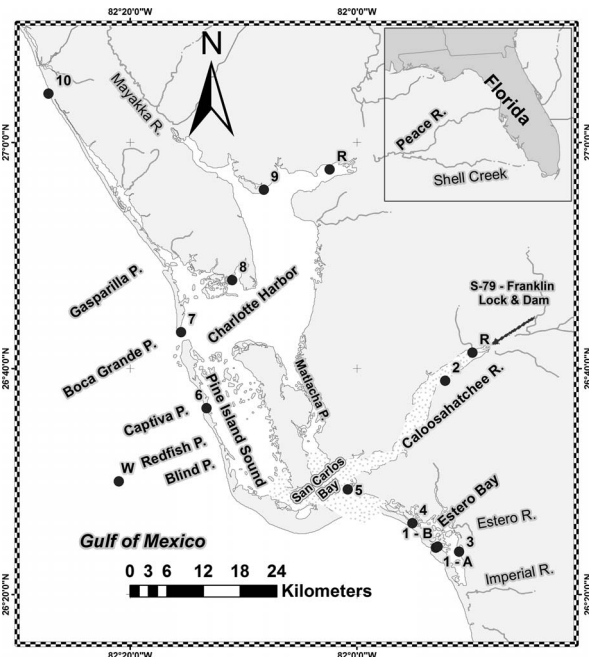 82°20'0"W
82°0'0"W
N
10
Mayakka R.
Florida
27°0'0"N
27°0'0"N
Peace R.
R
9
Shell Creek
8
Gasparilla P.
Charlotte Harbor
S-79 - Franklin
Lock & Dam
7
R
Boca Grande P.
26°40'0"N
26°40'0"N
2
Matlacha P.
Pine Island Sound
Caloosahatchee R.
6
Captiva P.
Redfish P.
W
Blind P.
San Carlos
Bay
5
Estero Bay
4
Estero R.
1 - B
3
Gulf of Mexico
1 - A
0 3 6 12 18 24
Kilometers
Imperial R.
26°20'0"N
26°20'0"N
82°20'0"W
82°0'0"W